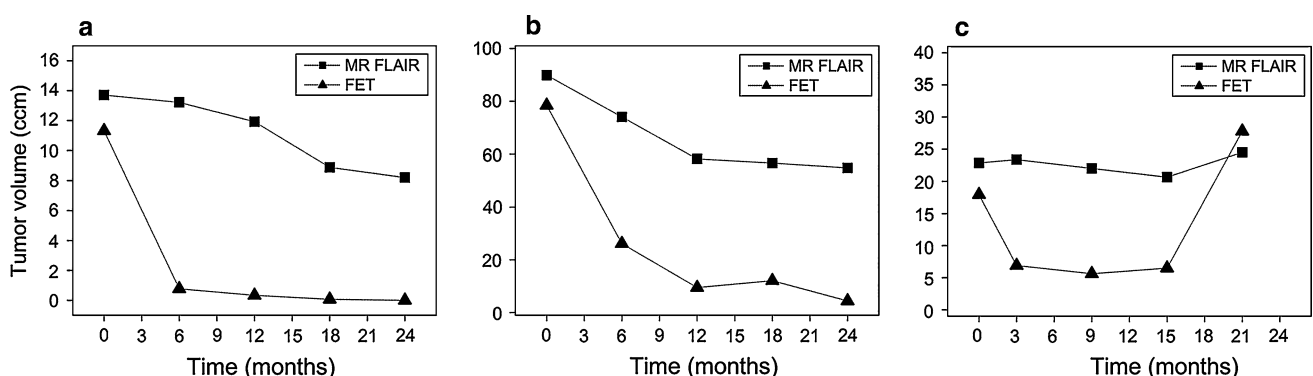 a
MR FLAIR
FET
16
14
12
10
8
6
4
2
0
Tumor volume (ccm)
0 3 6 9 12 15 18 21 24
Time (months)
b
MR FLAIR
FET
100
80
60
40
20
0
0 3 6 9 12 15 18 21 24
Time (months)
c
MR FLAIR
FET
40
35
30
25
20
15
10
5
0
0 3 6 9 12 15 18 21 24
Time (months)